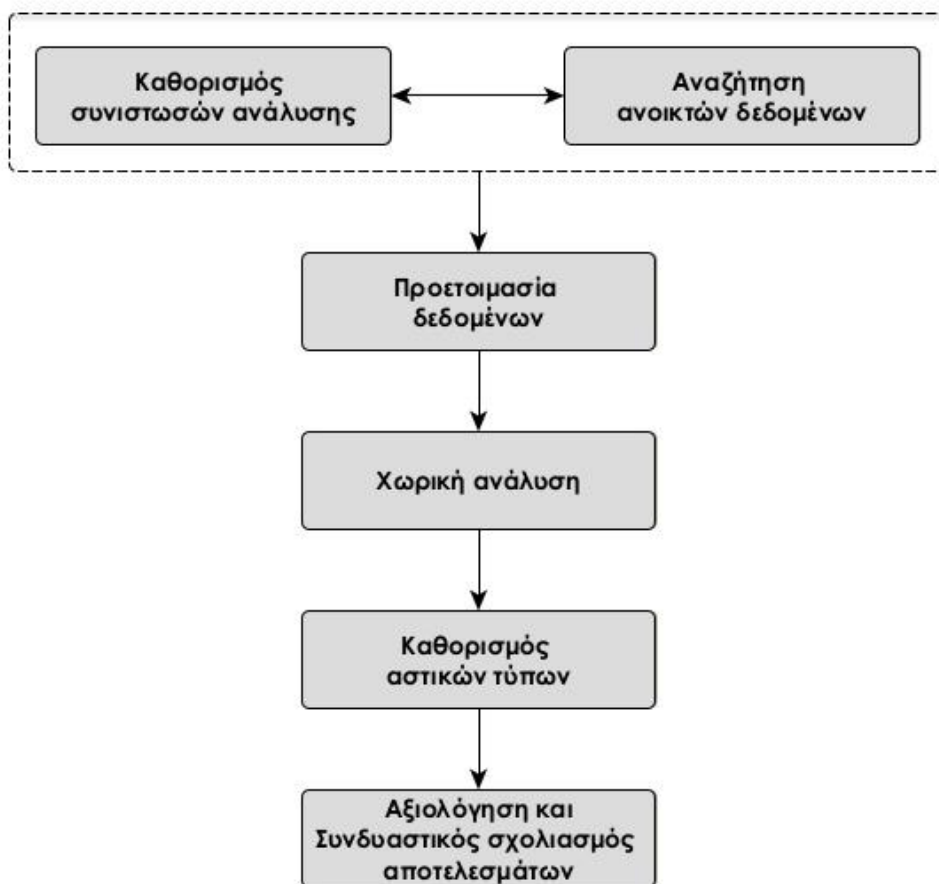 Καθορισμός
συνιστωσών ανάλυσης
Αναζήτηση
ανοικτών δεδομένων
Προετοιμασία
δεδομένων
Χωρική ανάλυση
Καθορισμός
αστικών τύπων
Αξιολόγηση και
Συνδυαστικός σχολιασμός
αποτελεσμάτων